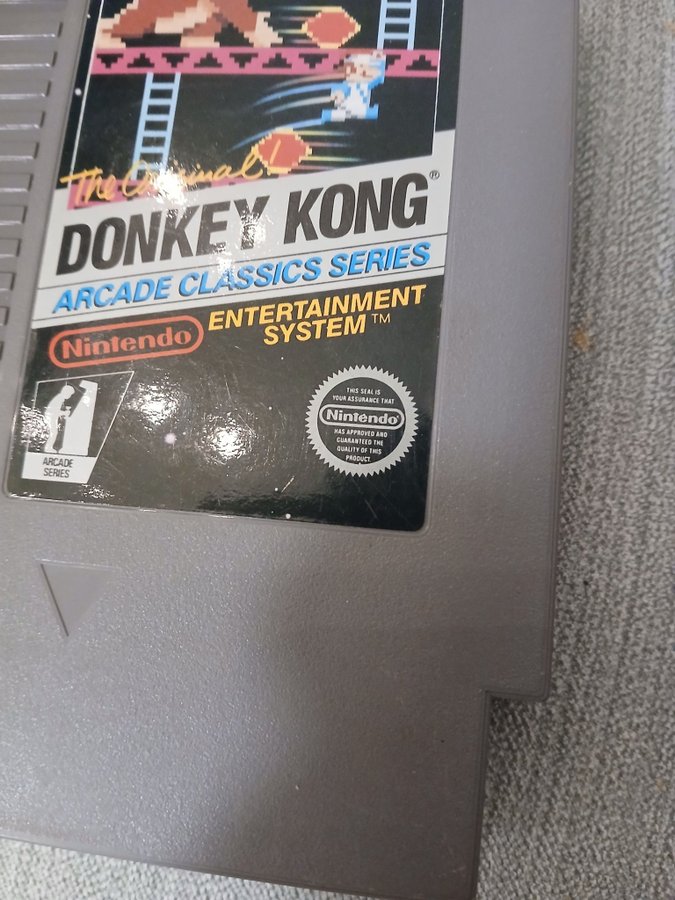 The Original!
DONKEY KONG®
ARCADE CLASSICS SERIES
Nintendo
ENTERTAINMENT
SYSTEM™
ARCADE
SERIES
THIS SEAL IS
YOUR ASSURANCE THAT
Nintendo
HAS APPROVED AND
GUARANTEED THE
QUALITY OF THIS
PRODUCT.